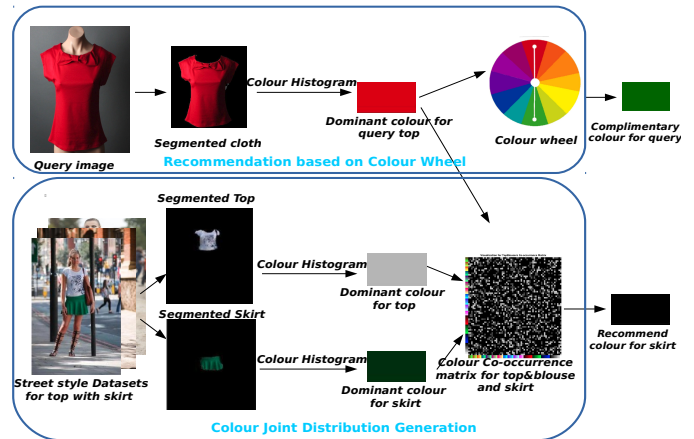 Colour Histogram
Dominant colour for
query top
Segmented cloth
Query image
Colour wheel
Complimentary
colour for query
Recommendation based on Colour Wheel
Segmented Top
Colour Histogram
Dominant colour
for top
Segmented Skirt
Colour Histogram
Dominant colour
for skirt
Street style Datasets
for top with skirt
Colour Co-occurrence
matrix for top&blouse
and skirt
Recommend
colour for skirt
Colour Joint Distribution Generation